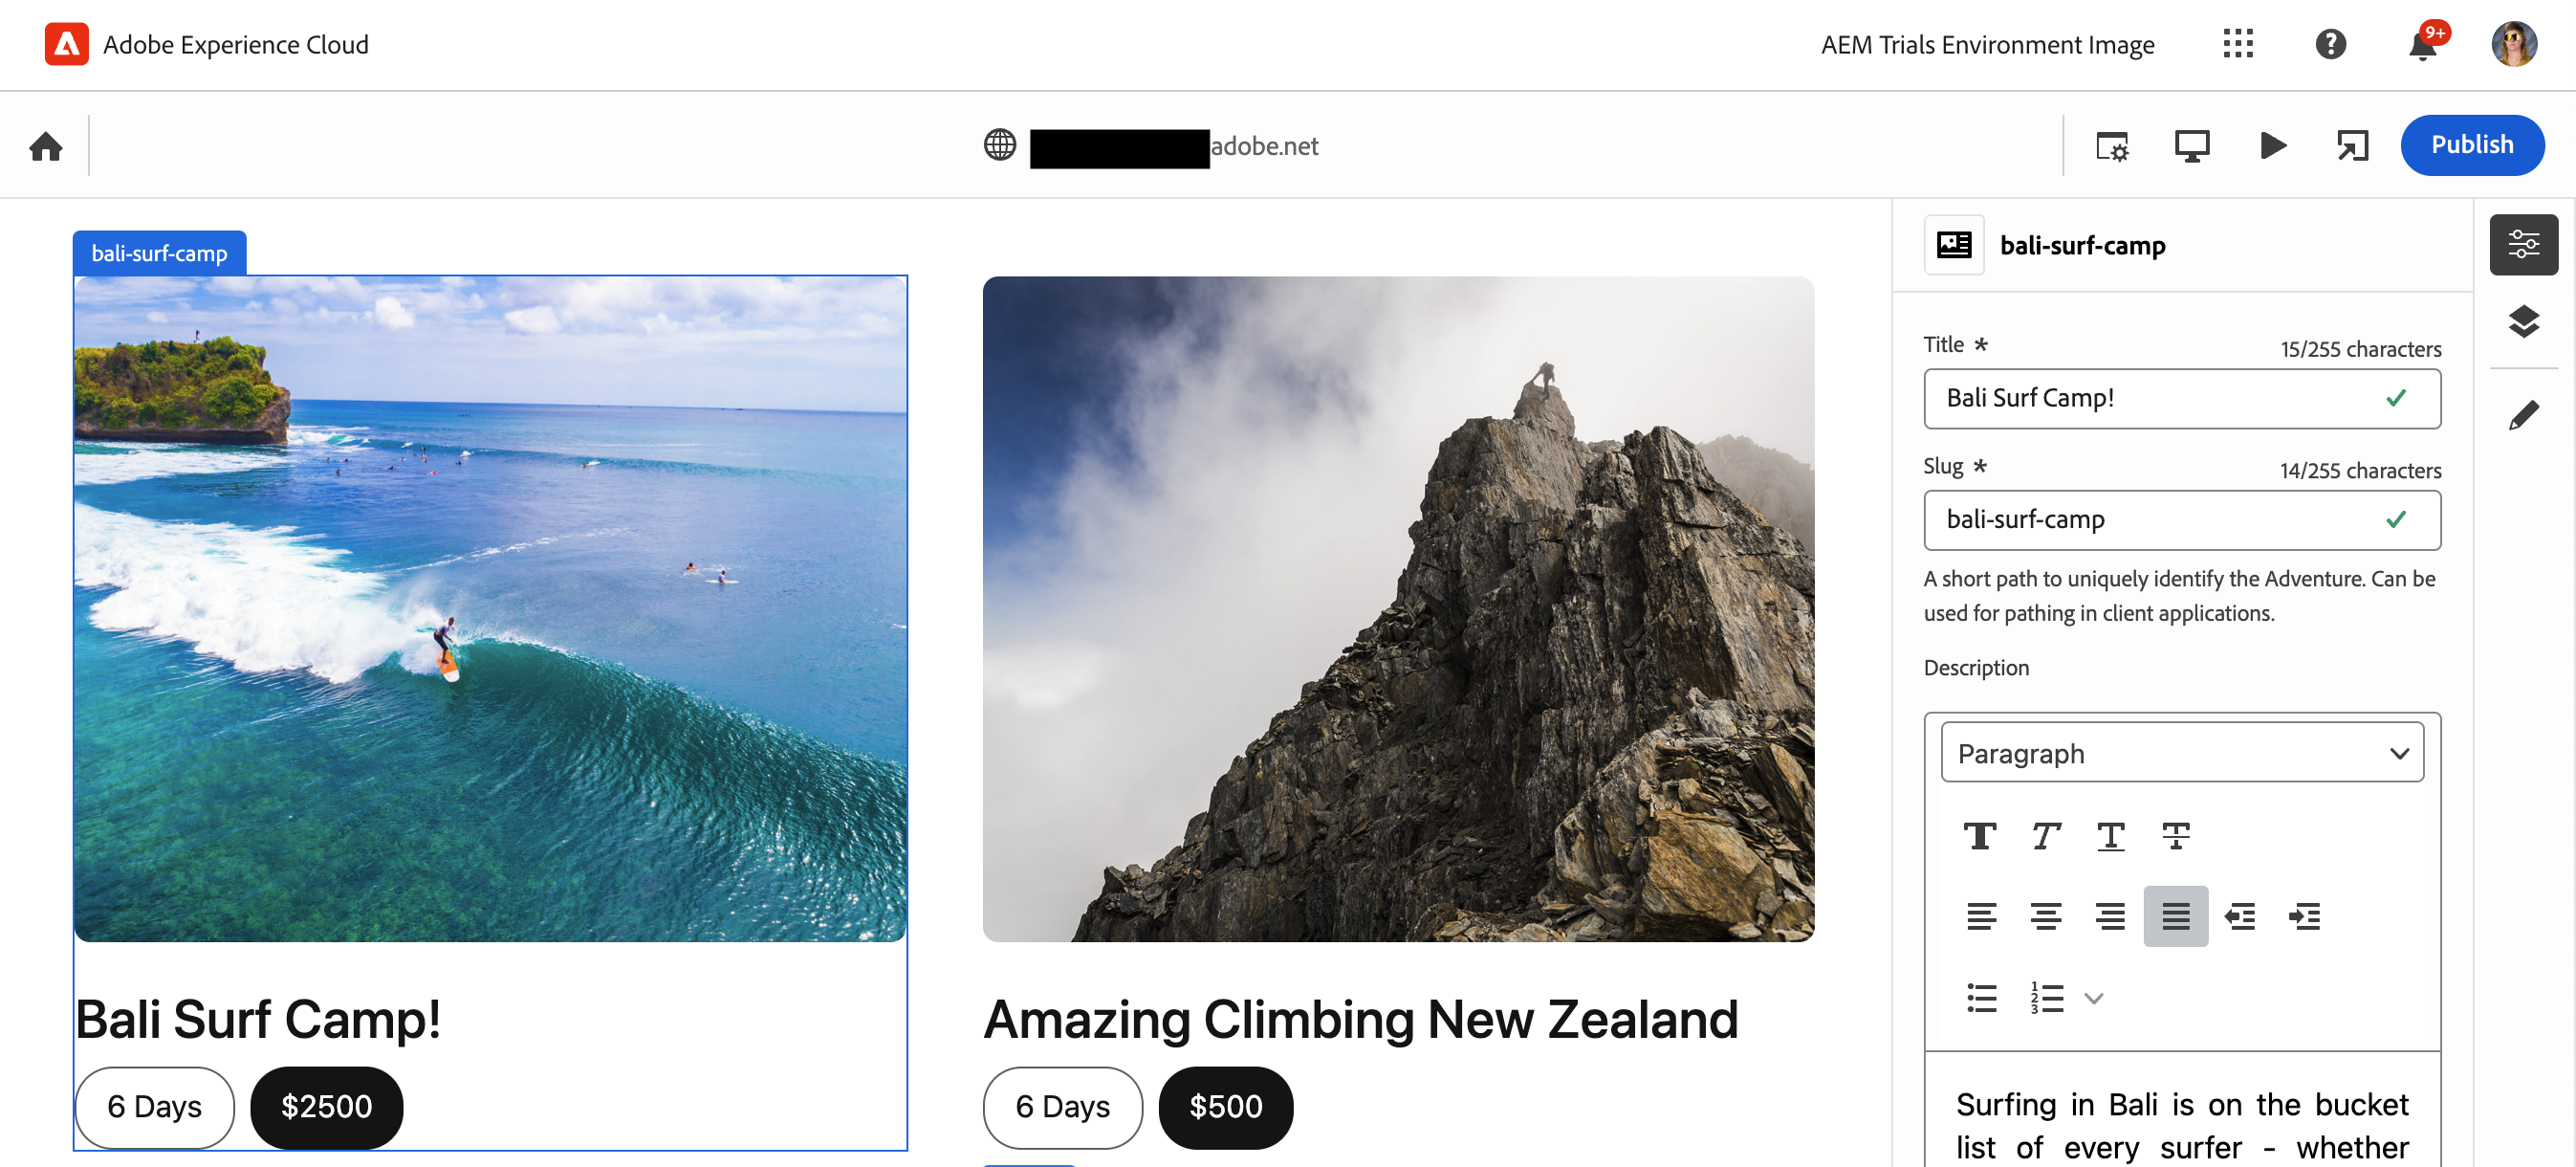 Adobe Experience Cloud
AEM Trials Environment Image
9+
adobe.net
Publish
bali-surf-camp
Bali Surf Camp!
6 Days
$2500
Amazing Climbing New Zealand
6 Days
$500
bali-surf-camp
Title *
15/255 characters
Bali Surf Camp!
Slug *
14/255 characters
bali-surf-camp
A short path to uniquely identify the Adventure. Can be
used for pathing in client applications.
Description
Paragraph
Surfing in Bali is on the bucket
list of every surfer - whether